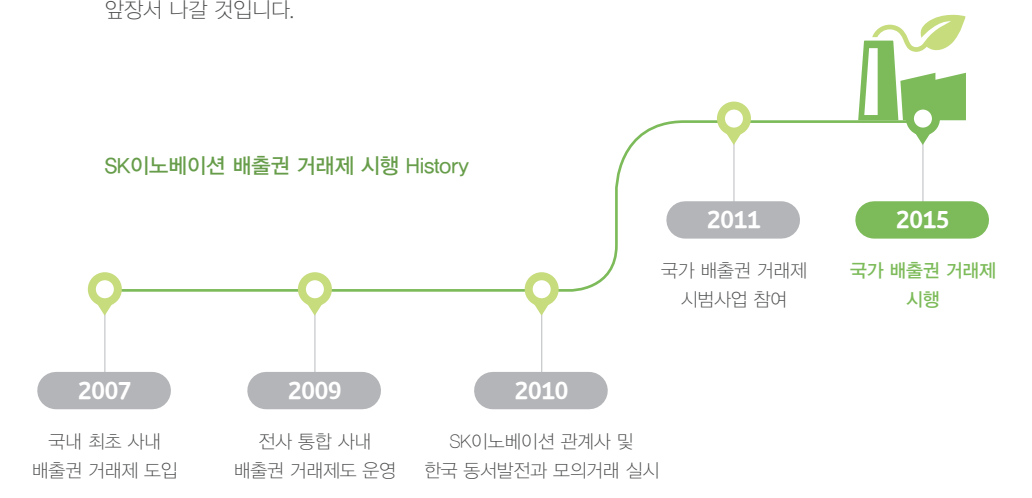 앞장서 나갈 것입니다.
SK이노베이션 배출권 거래제 시행 History
2007
국내 최초 사내
배출권 거래제 도입
2009
전사 통합 사내
배출권 거래제도 운영
2010
SK이노베이션 관계사 및
한국 동서발전과 모의거래 실시
2011
국가 배출권 거래제
시범사업 참여
2015
국가 배출권 거래제
시행